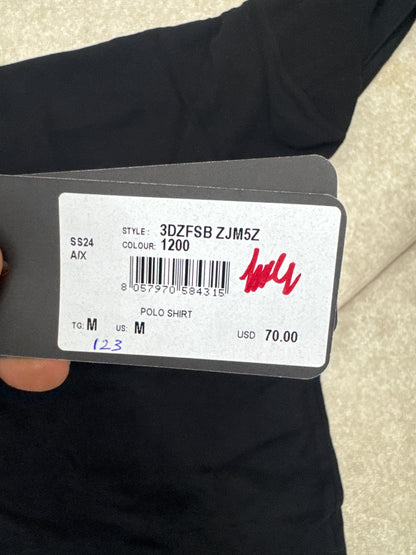 STYLE: 3DZFSB ZJM5Z
SS24 COLOUR: 1200
A/X
8 057970 584315
POLO SHIRT
TG: M US: M USD 70.00
123